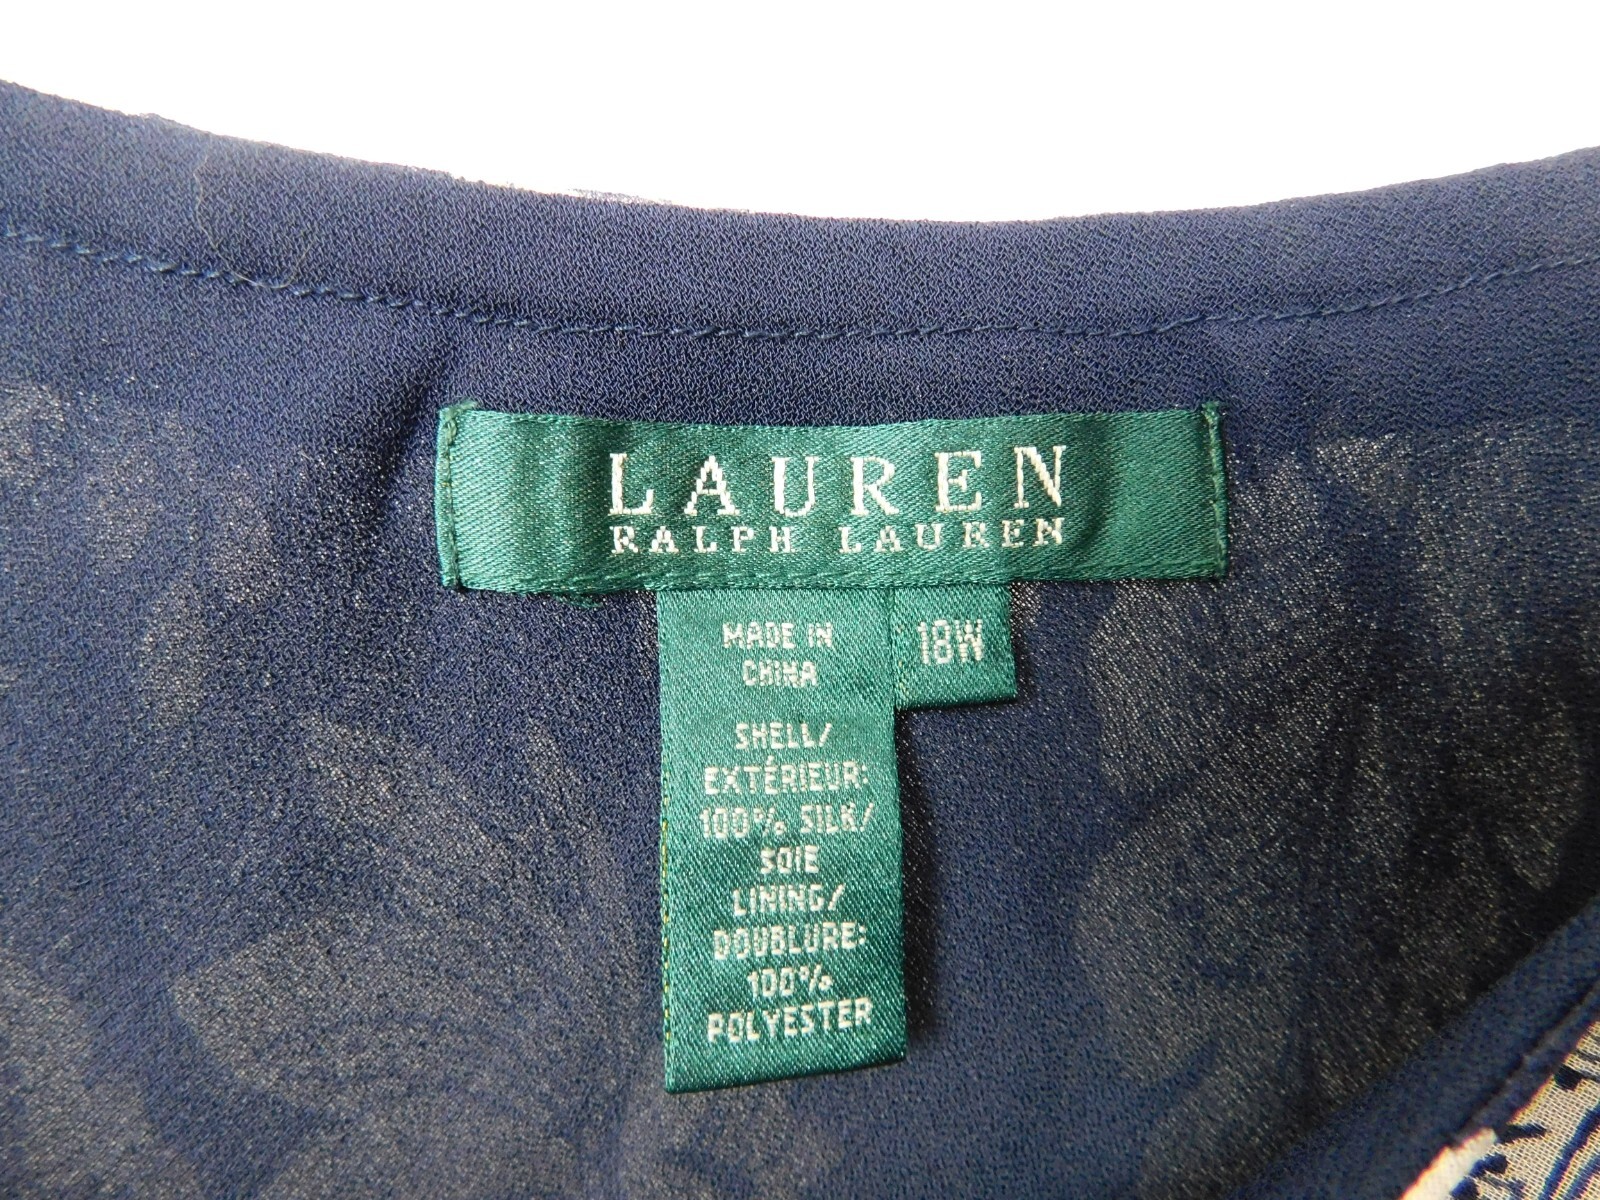 LAUREN
RALPH LAUREN
MADE IN
CHINA
18W
SHELL/
EXTÉRIEUR:
100% SILK/
SOIE
LINING/
DOUBLURE:
100%
POLYESTER